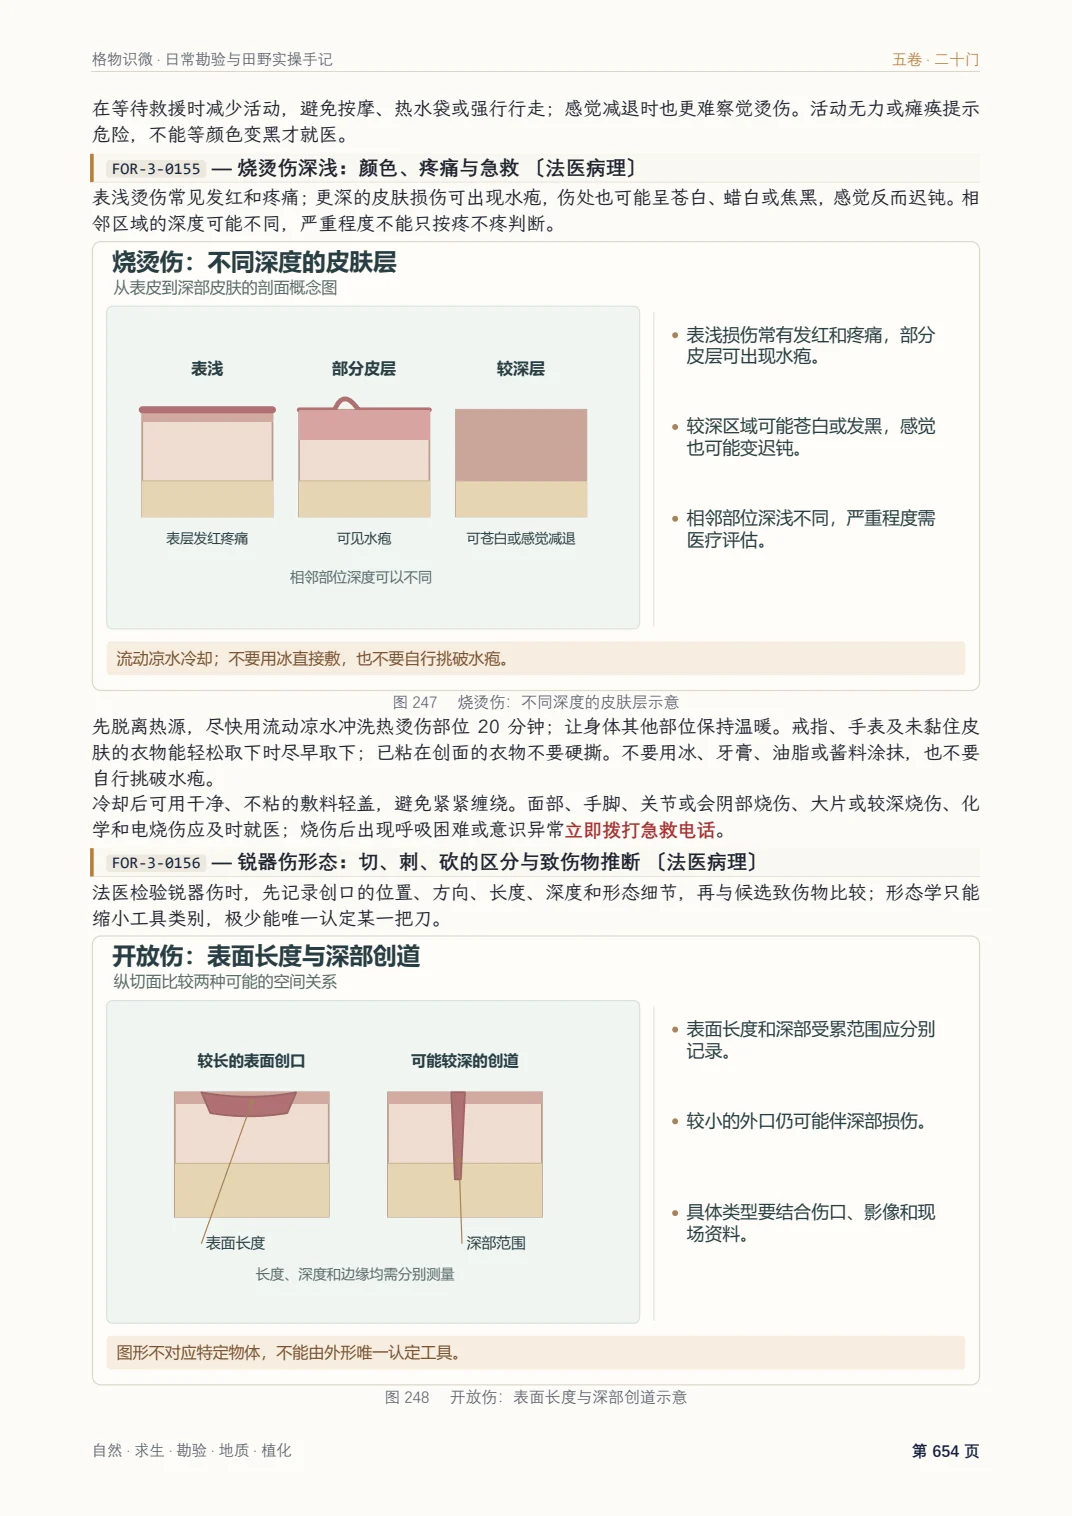 格物识微 · 日常勘验与田野实操手记
五卷 · 二十门
在等待救援时减少活动，避免按摩、热水袋或强行行走；感觉减退时也更难察觉烫伤。活动无力或瘫痪提示
危险，不能等颜色变黑才就医。
FOR-3-0155 — 烧烫伤深浅：颜色、疼痛与急救 〔法医病理〕
表浅烫伤常见发红和疼痛；更深的皮肤损伤可出现水疱，伤处也可能呈苍白、蜡白或焦黑，感觉反而迟钝。相
邻区域的深度可能不同，严重程度不能只按疼不疼判断。
烧烫伤：不同深度的皮肤层
从表皮到深部皮肤的剖面概念图
表浅
部分皮层
较深层
表层发红疼痛
可见水疱
可苍白或感觉减退
相邻部位深度可以不同
• 表浅损伤常有发红和疼痛，部分
皮层可出现水疱。
• 较深区域可能苍白或发黑，感觉
也可能变迟钝。
• 相邻部位深浅不同，严重程度需
医疗评估。
流动凉水冷却；不要用冰直接敷，也不要自行挑破水疱。
图 247 烧烫伤：不同深度的皮肤层示意
先脱离热源，尽快用流动凉水冲洗热烫伤部位 20 分钟；让身体其他部位保持温暖。戒指、手表及未黏住皮
肤的衣物能轻松取下时尽早取下；已粘在创面的衣物不要硬撕。不要用冰、牙膏、油脂或酱料涂抹，也不要
自行挑破水疱。
冷却后可用干净、不粘的敷料轻盖，避免紧紧缠绕。面部、手脚、关节或会阴部烧伤、大片或较深烧伤、化
学和电烧伤应及时就医；烧伤后出现呼吸困难或意识异常立即拨打急救电话。
FOR-3-0156 — 锐器伤形态：切、刺、砍的区分与致伤物推断 〔法医病理〕
法医检验锐器伤时，先记录创口的位置、方向、长度、深度和形态细节，再与候选致伤物比较；形态学只能
缩小工具类别，极少能唯一认定某一把刀。
开放伤：表面长度与深部创道
纵切面比较两种可能的空间关系
较长的表面创口
可能较深的创道
表面长度
深部范围
长度、深度和边缘均需分别测量
• 表面长度和深部受累范围应分别
记录。
• 较小的外口仍可能伴深部损伤。
• 具体类型要结合伤口、影像和现
场资料。
图形不对应特定物体，不能由外形唯一认定工具。
图 248 开放伤：表面长度与深部创道示意
自然 · 求生 · 勘验 · 地质 · 植化
第 654 页